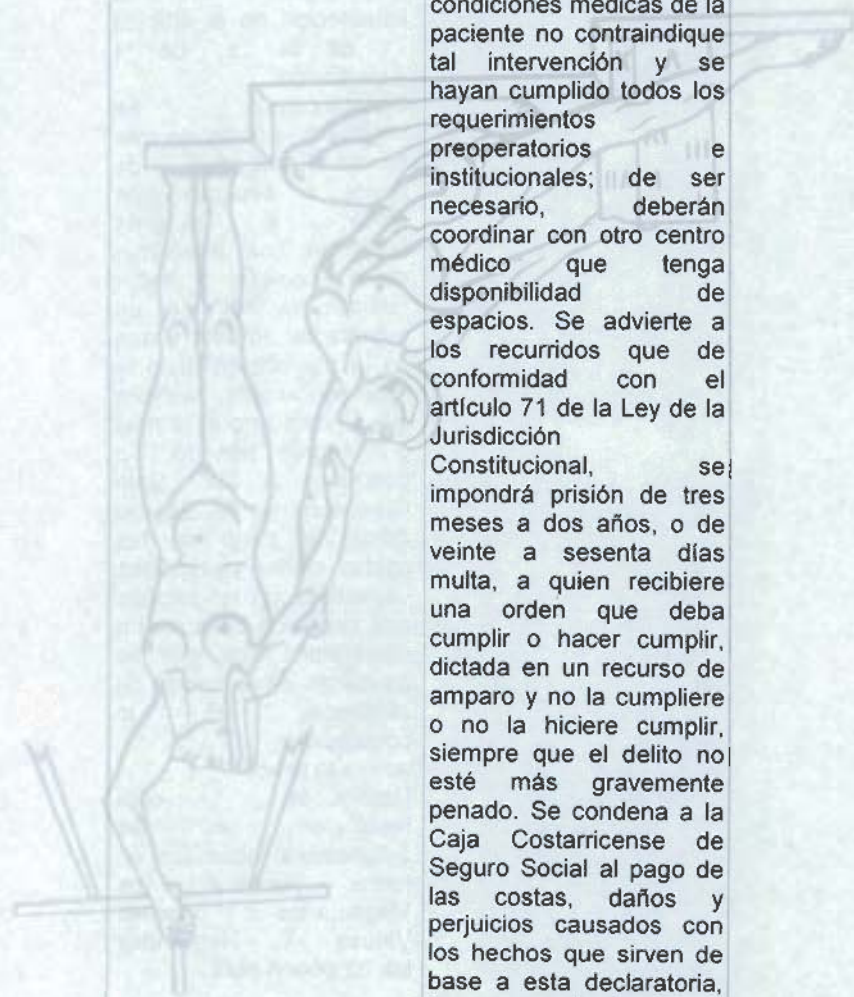 condiciones médicas de la
paciente no contraindique
tal intervención y se
hayan cumplido todos los
requerimientos
preoperatorios e
institucionales; de ser
necesario, deberán
coordinar con otro centro
médico que tenga
disponibilidad de
espacios. Se advierte a
los recurridos que de
conformidad con el
artículo 71 de la Ley de la
Jurisdicción
Constitucional, se
impondrá prisión de tres
meses a dos años, o de
veinte a sesenta días
multa, a quien recibiere
una orden que deba
cumplir o hacer cumplir,
dictada en un recurso de
amparo y no la cumpliere
o no la hiciere cumplir,
siempre que el delito no
esté más gravemente
penado. Se condena a la
Caja Costarricense de
Seguro Social al pago de
las costas, daños y
perjuicios causados con
los hechos que sirven de
base a esta declaratoria,